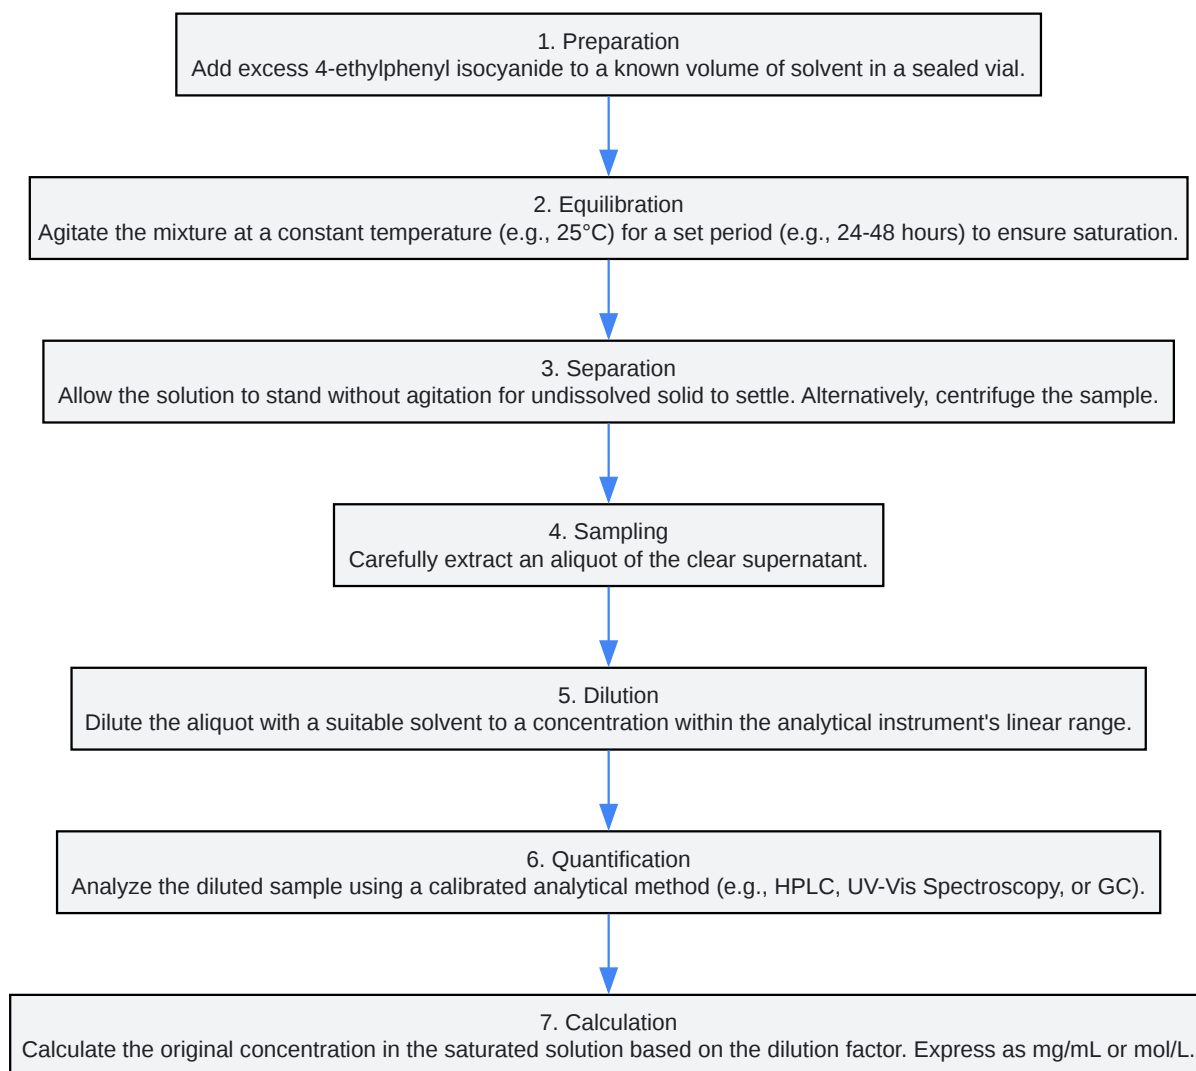 1. Preparation
Add excess 4-ethylphenyl isocyanide to a known volume of solvent in a sealed vial.
2. Equilibration
Agitate the mixture at a constant temperature (e.g., 25°C) for a set period (e.g., 24-48 hours) to ensure saturation.
3. Separation
Allow the solution to stand without agitation for undissolved solid to settle. Alternatively, centrifuge the sample.
4. Sampling
Carefully extract an aliquot of the clear supernatant.
5. Dilution
Dilute the aliquot with a suitable solvent to a concentration within the analytical instrument's linear range.
6. Quantification
Analyze the diluted sample using a calibrated analytical method (e.g., HPLC, UV-Vis Spectroscopy, or GC).
7. Calculation
Calculate the original concentration in the saturated solution based on the dilution factor. Express as mg/mL or mol/L.